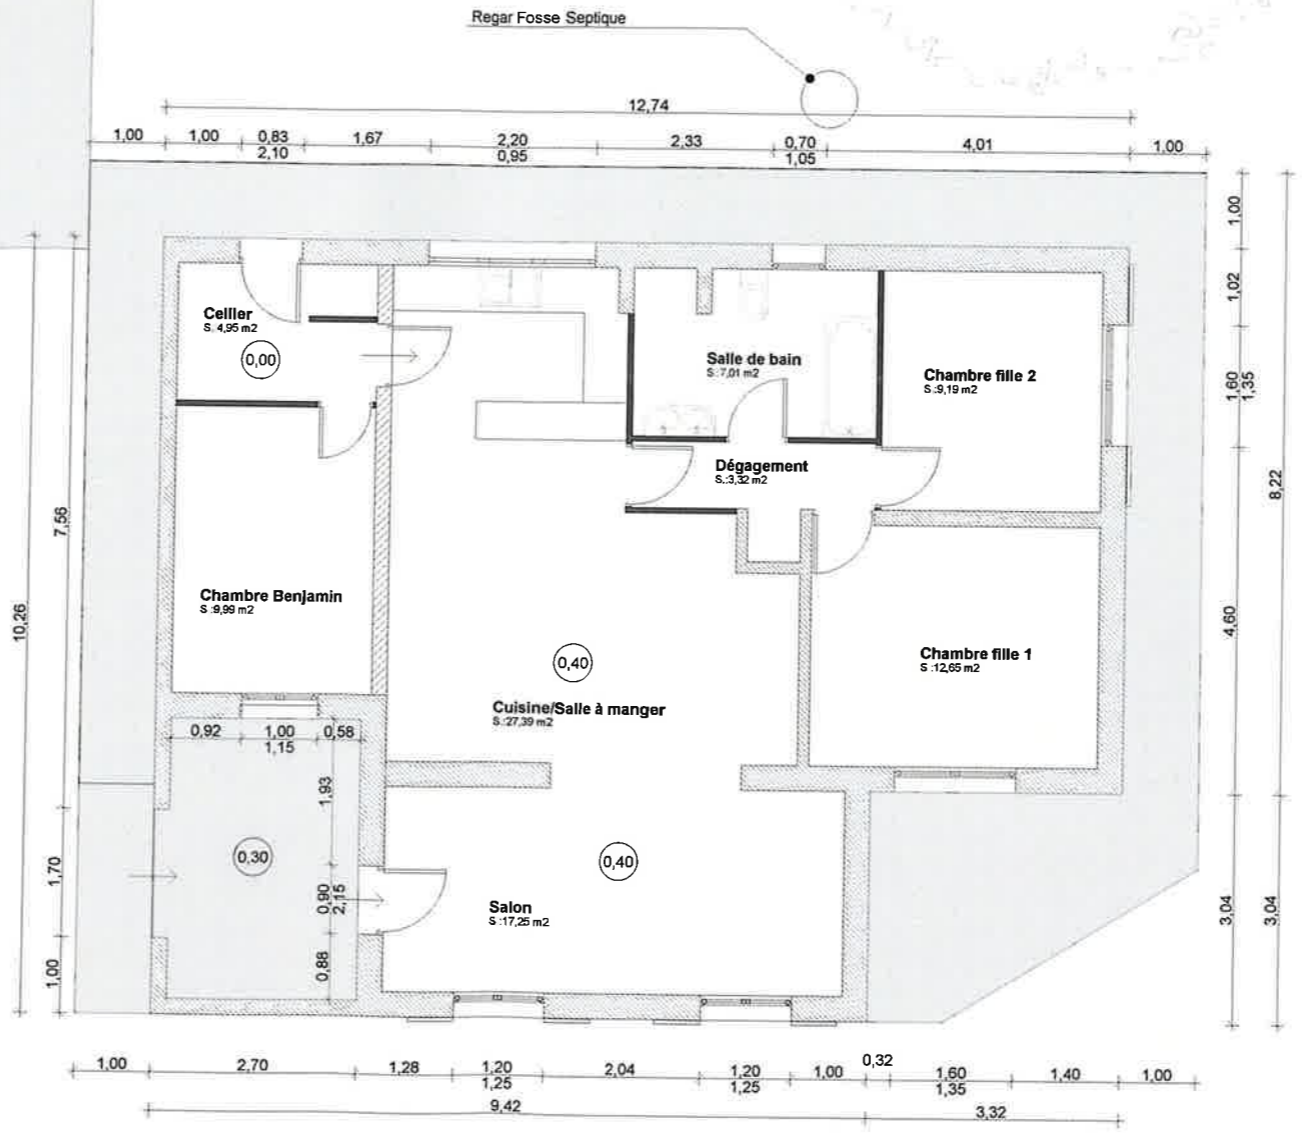 Regar Fosse Septique
12,74
1,00 1,00 0,83 1,67 2,20 2,33 0,70 4,01 1,00
2,10 0,95 1,05
1,00
1,02
1,60
1,35
8,22
4,60
3,04
3,04
7,56
10,26
1,70
1,00
Cellier
S. 4,95 m2
0,00
Salle de bain
S.:7,01 m2
Chambre fille 2
S.:9,19 m2
Dégagement
S.:3,32 m2
Chambre Benjamin
S :9,99 m2
Chambre fille 1
S :12,65 m2
0,40
Cuisine/Salle à manger
S.:27,39 m2
0,92 1,00 0,58
1,15
1,93
0,30
0,40
0,90
2,15
0,88
Salon
S :17,25 m2
0,32
1,00 2,70 1,28 1,20 2,04 1,20 1,00 1,60 1,40 1,00
1,25 1,25 1,35
9,42 3,32